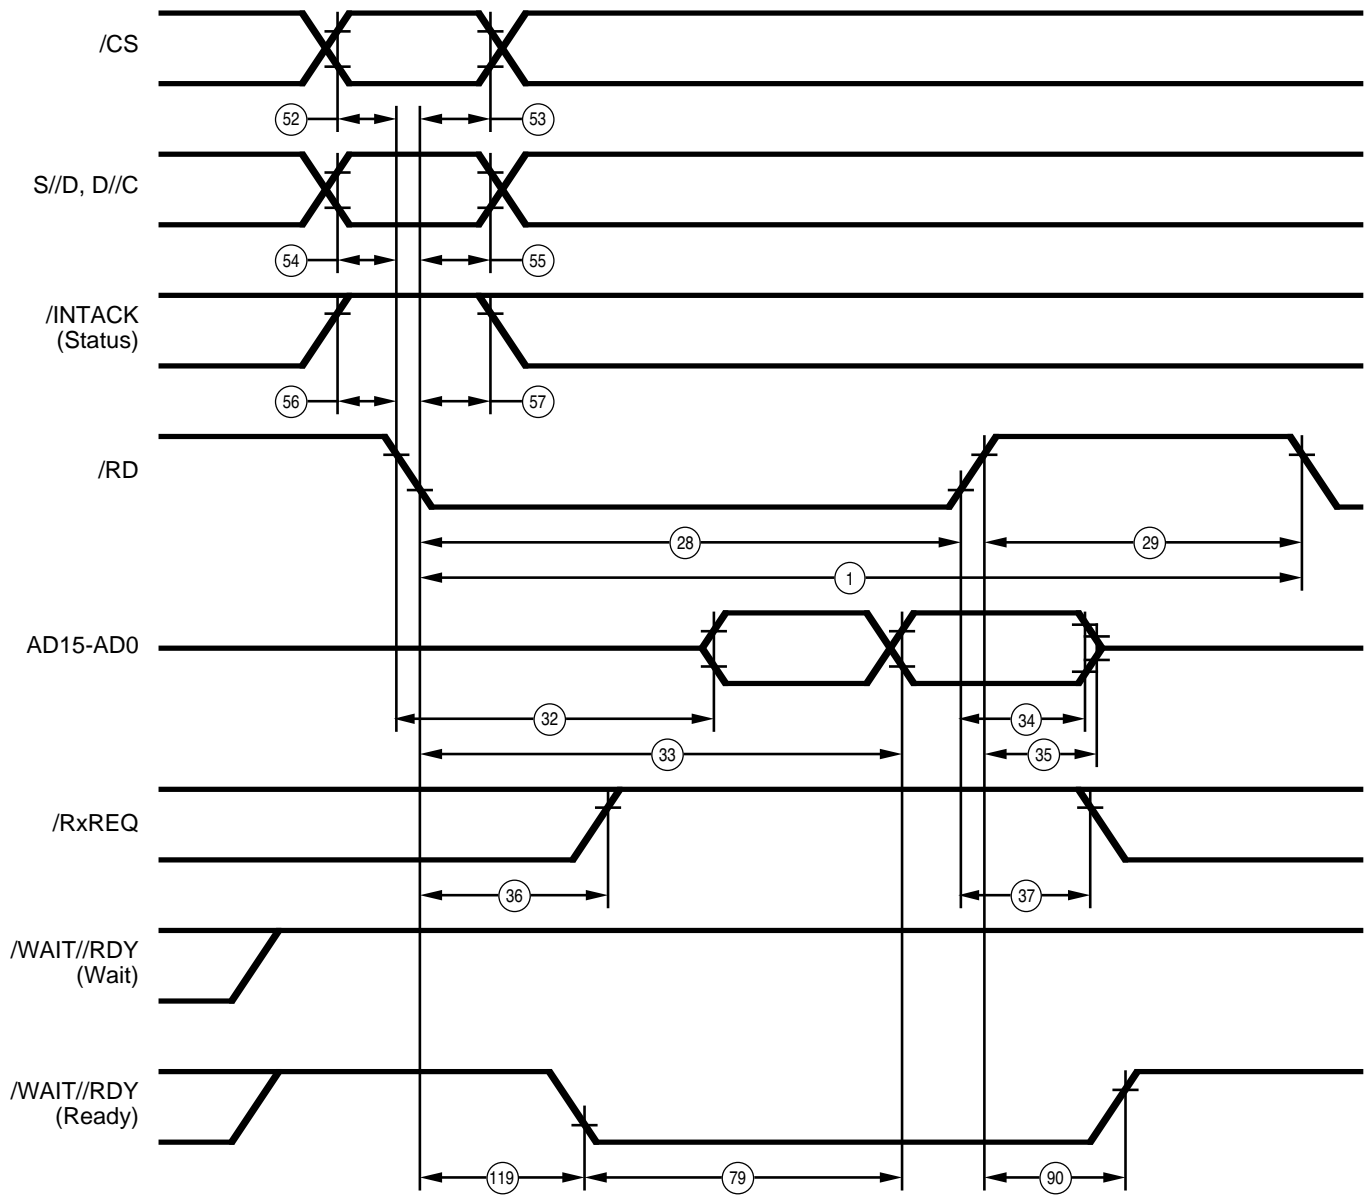 /CS
52
53
S//D, D//C
54
55
/INTACK
(Status)
56
57
/RD
28
29
1
AD15-AD0
32
34
33
35
/RxREQ
36
37
/WAIT//RDY
(Wait)
/WAIT//RDY
(Ready)
119
79
90